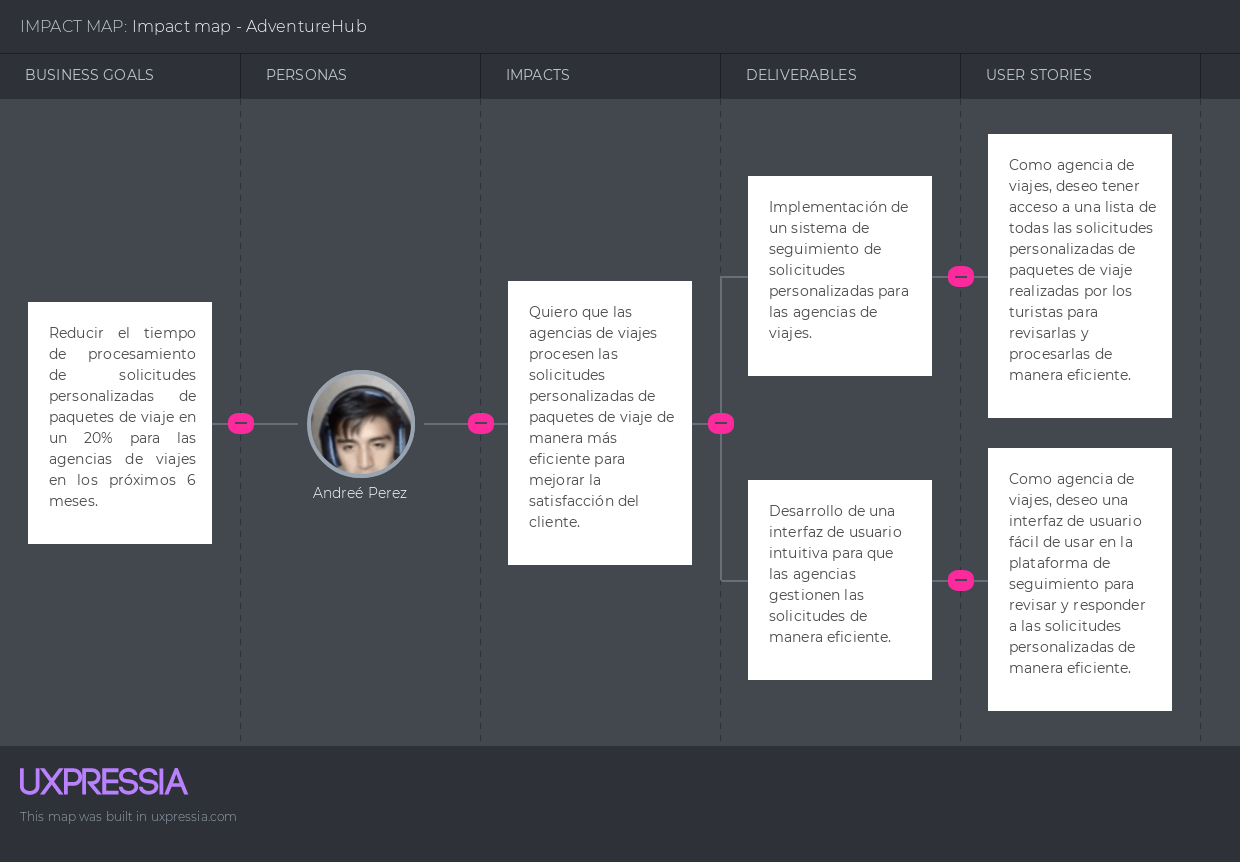 IMPACT MAP: Impact map - AdventureHub
BUSINESS GOALS
PERSONAS
IMPACTS
DELIVERABLES
USER STORIES
Reducir el tiempo
de procesamiento
de solicitudes
personalizadas de
paquetes de viaje en
un 20% para las
agencias de viajes
en los próximos 6
meses.
Andreé Perez
Quiero que las
agencias de viajes
procesen las
solicitudes
personalizadas de
paquetes de viaje de
manera más
eficiente para
mejorar la
satisfacción del
cliente.
Implementación de
un sistema de
seguimiento de
solicitudes
personalizadas para
las agencias de
viajes.
Como agencia de
viajes, deseo tener
acceso a una lista de
todas las solicitudes
personalizadas de
paquetes de viaje
realizadas por los
turistas para
revisarlas y
procesarlas de
manera eficiente.
Desarrollo de una
interfaz de usuario
intuitiva para que
las agencias
gestionen las
solicitudes de
manera eficiente.
Como agencia de
viajes, deseo una
interfaz de usuario
fácil de usar en la
plataforma de
seguimiento para
revisar y responder
a las solicitudes
personalizadas de
manera eficiente.
UXPRESSIA
This map was built in uxpressia.com